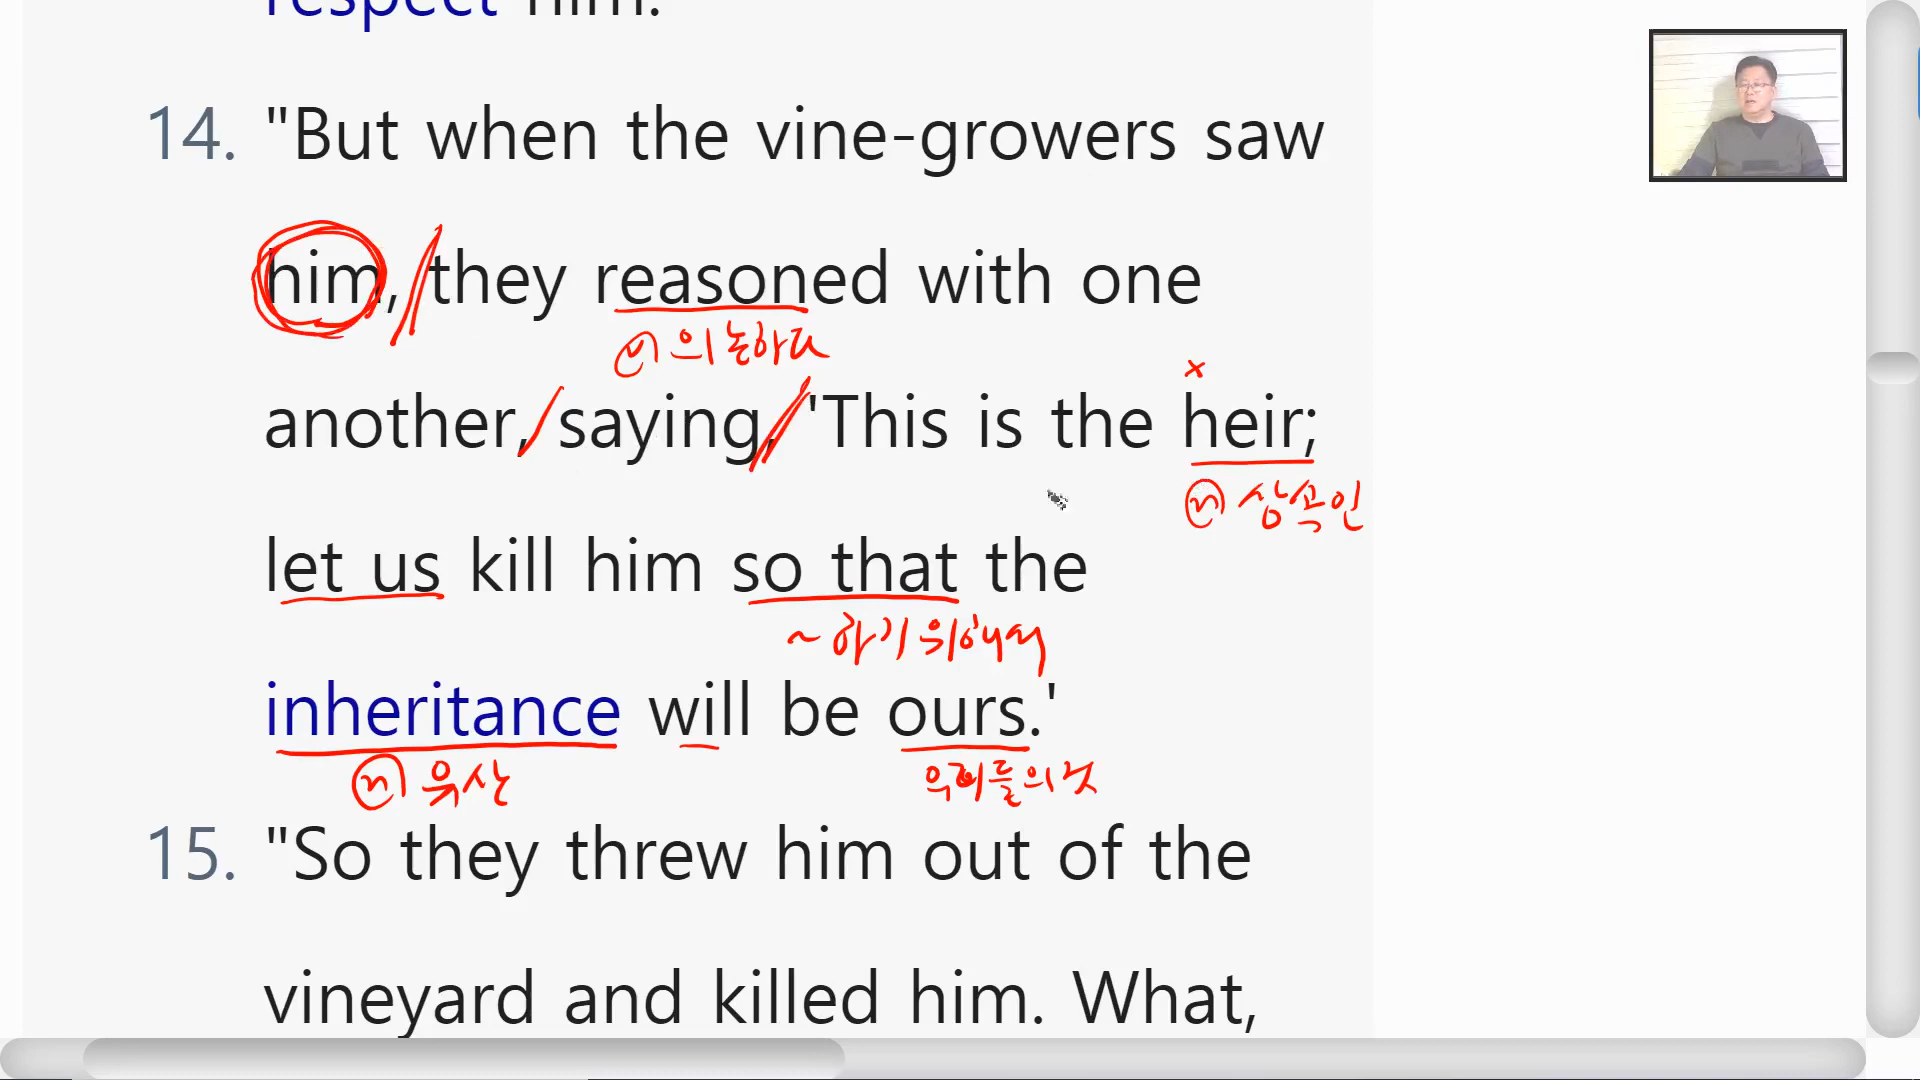 respect him.
14. "But when the vine-growers saw
him, they reasoned with one
ⓥ 의논하다
×
another, saying, 'This is the heir;
ⓝ 상속인
let us kill him so that the
~하기 위해서
inheritance will be ours.'
ⓝ 유산 우리들의 것
15. "So they threw him out of the
vineyard and killed him. What,